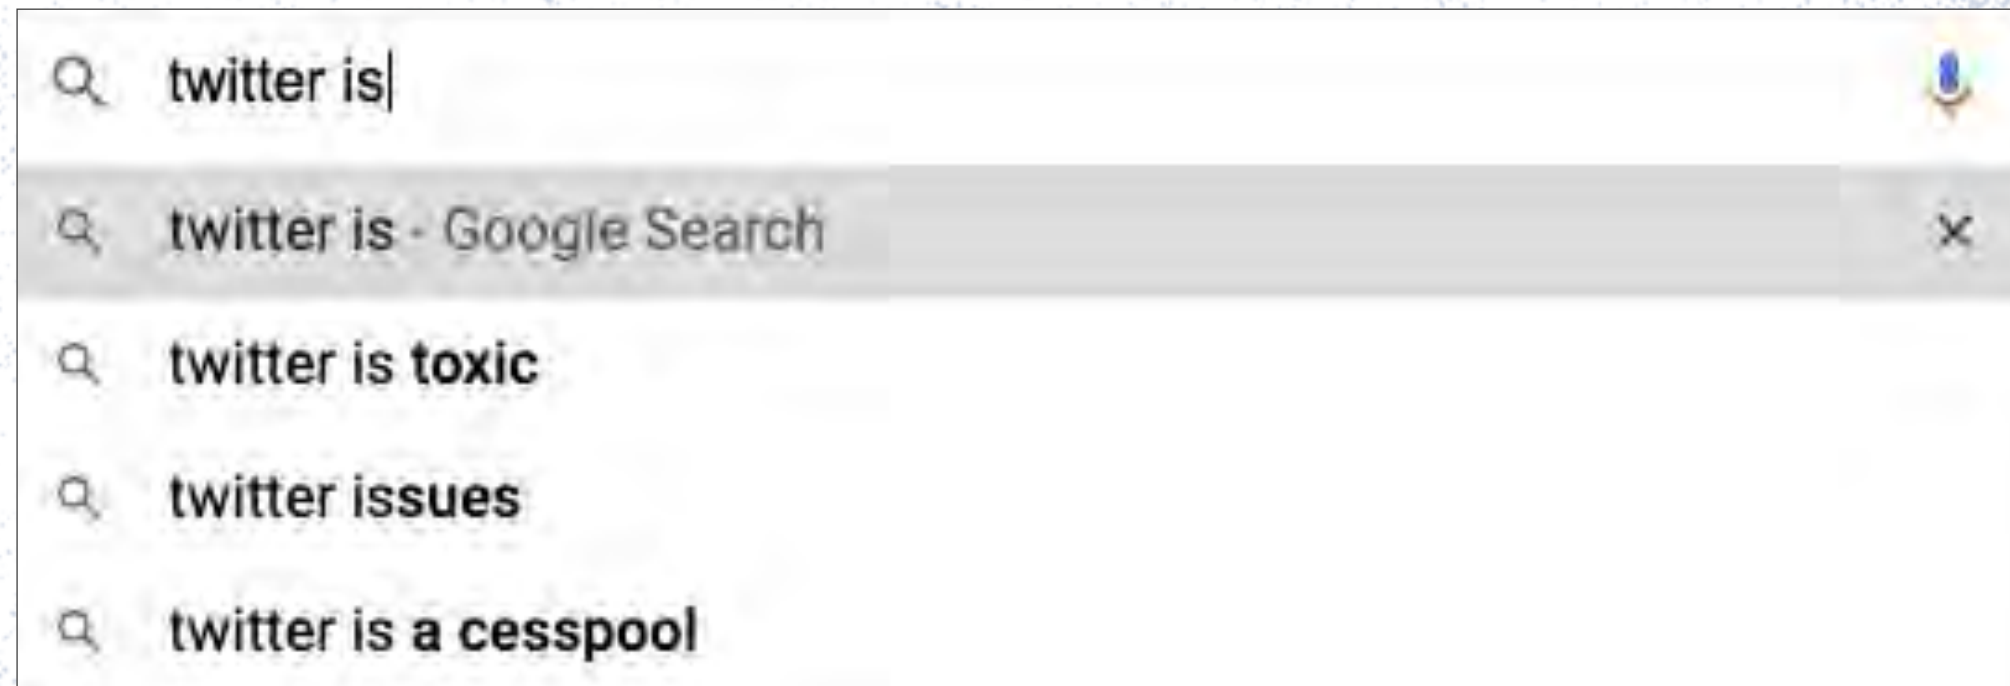 twitter is
twitter is - Google Search
twitter is toxic
twitter issues
twitter is a cesspool